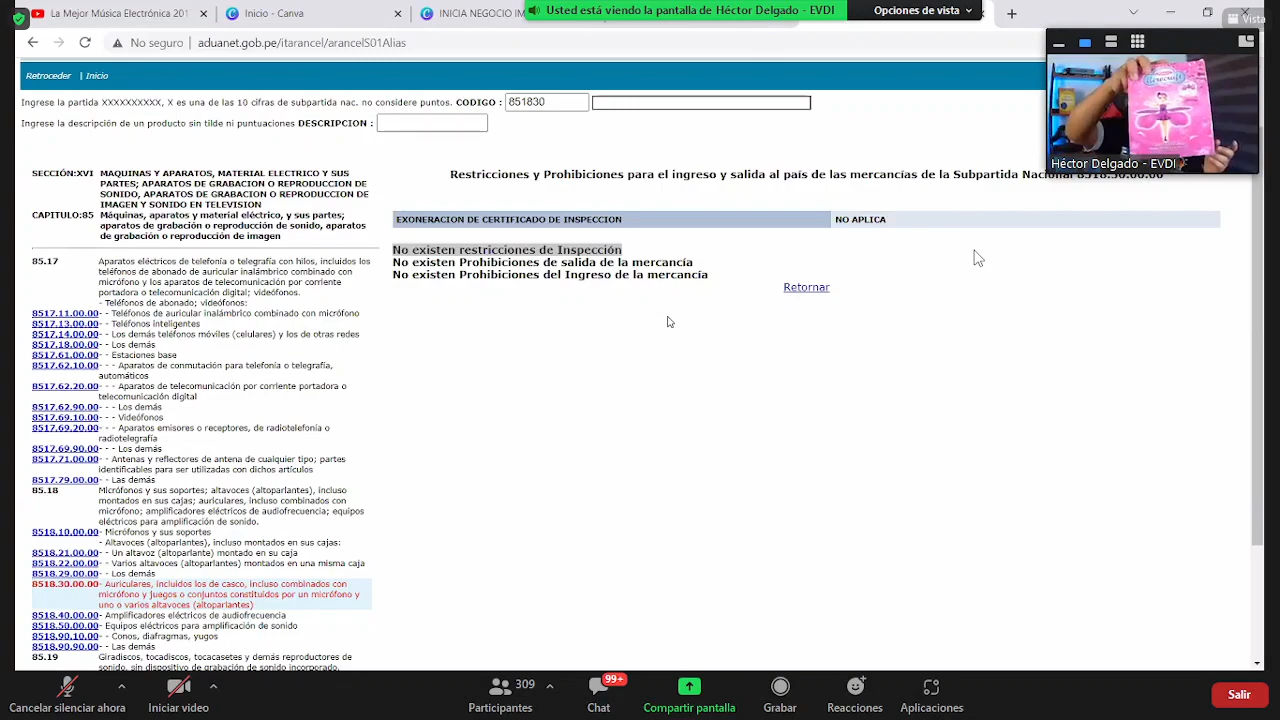 La Mejor Música Electrónica 201
Inicio - Canva
INICIA NEGOCIO IM
Usted está viendo la pantalla de Héctor Delgado - EVDI
Opciones de vista
Vista
No seguro
aduanet.gob.pe/itarancel/arancelS01Alias
Retroceder | Inicio
Ingrese la partida XXXXXXXXXX, X es una de las 10 cifras de subpartida nac. no considere puntos. CODIGO : 851830
Ingrese la descripción de un producto sin tilde ni puntuaciones DESCRIPCION :
Héctor Delgado - EVDI
SECCIÓN:XVI MAQUINAS Y APARATOS, MATERIAL ELECTRICO Y SUS
PARTES; APARATOS DE GRABACION O REPRODUCCION DE
SONIDO, APARATOS DE GRABACION O REPRODUCCION DE
IMAGEN Y SONIDO EN TELEVISION
CAPITULO:85 Máquinas, aparatos y material eléctrico, y sus partes;
aparatos de grabación o reproducción de sonido, aparatos
de grabación o reproducción de imagen
85.17 Aparatos eléctricos de telefonía o telegrafía con hilos, incluidos los
teléfonos de abonado de auricular inalámbrico combinado con
micrófono y los aparatos de telecomunicación por corriente
portadora o telecomunicación digital; videófonos.
- Teléfonos de abonado; videófonos:
8517.11.00.00- - Teléfonos de auricular inalámbrico combinado con micrófono
8517.13.00.00- - Teléfonos inteligentes
8517.14.00.00- - Los demás teléfonos móviles (celulares) y los de otras redes
8517.18.00.00- - Los demás
8517.61.00.00- - Estaciones base
8517.62.10.00- - - Aparatos de conmutación para telefonía o telegrafía,
automáticos
8517.62.20.00- - - Aparatos de telecomunicación por corriente portadora o
telecomunicación digital
8517.62.90.00- - - Los demás
8517.69.10.00- - - Videófonos
8517.69.20.00- - - Aparatos emisores o receptores, de radiotelefonía o
radiotelegrafía
8517.69.90.00- - - Los demás
8517.71.00.00- - Antenas y reflectores de antena de cualquier tipo; partes
identificables para ser utilizadas con dichos artículos
8517.79.00.00- - Las demás
85.18 Micrófonos y sus soportes; altavoces (altoparlantes), incluso
montados en sus cajas; auriculares, incluso combinados con
micrófono; amplificadores eléctricos de audiofrecuencia; equipos
eléctricos para amplificación de sonido.
8518.10.00.00- Micrófonos y sus soportes
- Altavoces (altoparlantes), incluso montados en sus cajas:
8518.21.00.00- - Un altavoz (altoparlante) montado en su caja
8518.22.00.00- - Varios altavoces (altoparlantes) montados en una misma caja
8518.29.00.00- - Los demás
8518.30.00.00- Auriculares, incluidos los de casco, incluso combinados con
micrófono y juegos o conjuntos constituidos por un micrófono y
uno o varios altavoces (altoparlantes)
8518.40.00.00- Amplificadores eléctricos de audiofrecuencia
8518.50.00.00- Equipos eléctricos para amplificación de sonido
8518.90.10.00- - Conos, diafragmas, yugos
8518.90.90.00- - Las demás
85.19 Giradiscos, tocadiscos, tocacasetes y demás reproductores de
sonido, sin dispositivo de grabación de sonido incorporado.
Restricciones y Prohibiciones para el ingreso y salida al país de las mercancías de la Subpartida Nacional 8518.30.00.00
EXONERACION DE CERTIFICADO DE INSPECCION NO APLICA
No existen restricciones de Inspección
No existen Prohibiciones de salida de la mercancía
No existen Prohibiciones del Ingreso de la mercancía
Retornar
309
99+
Cancelar silenciar ahora
Iniciar video
Participantes
Chat
Compartir pantalla
Grabar
Reacciones
Aplicaciones
Salir